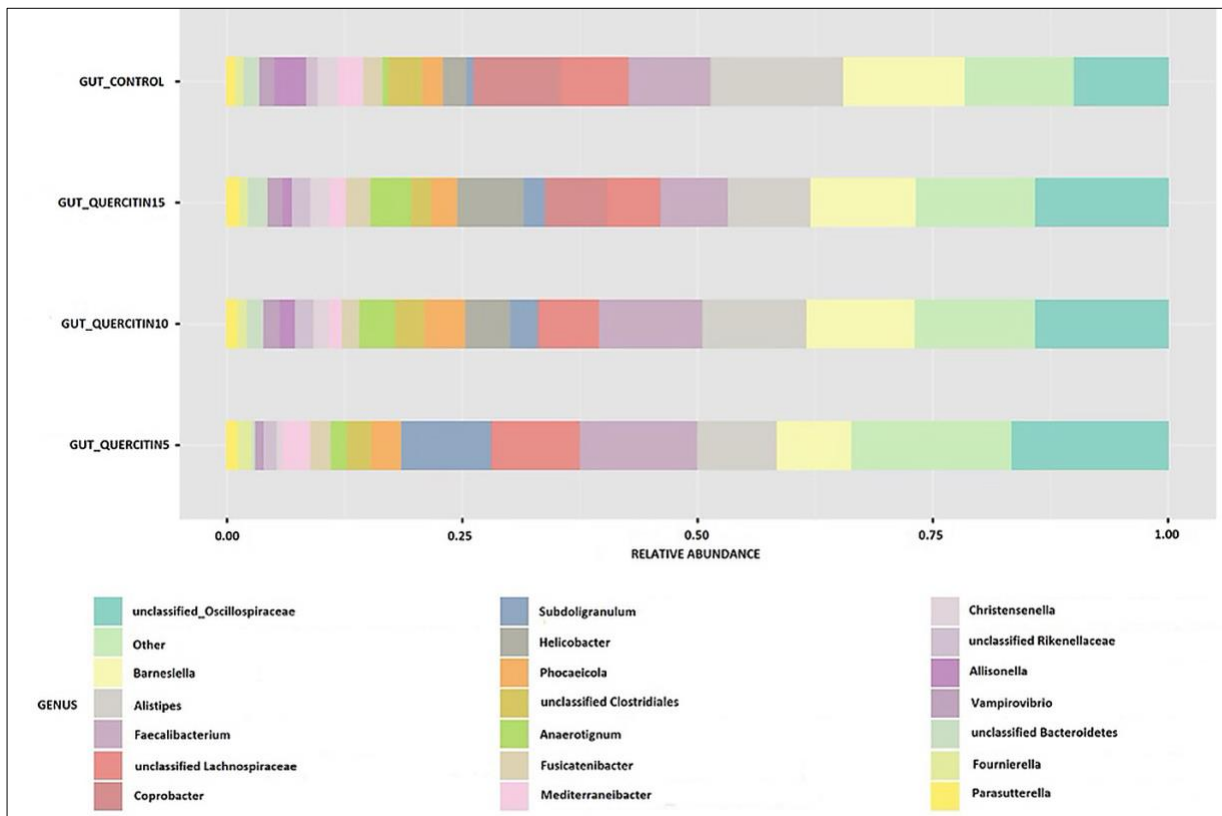 GUT_CONTROL
GUT_QUERCITIN15
GUT_QUERCITIN10
GUT_QUERCITIN5
0.00 0.25 0.50 0.75 1.00
RELATIVE ABUNDANCE
GENUS
unclassified_Oscillospiraceae
Other
Barnesiella
Alistipes
Faecalibacterium
unclassified Lachnospiraceae
Coprobacter
Subdoligranulum
Helicobacter
Phocaeicola
unclassified Clostridiales
Anaerotignum
Fusicatenibacter
Mediterraneibacter
Christensenella
unclassified Rikenellaceae
Allisonella
Vampirovibrio
unclassified Bacteroidetes
Fournierella
Parasutterella